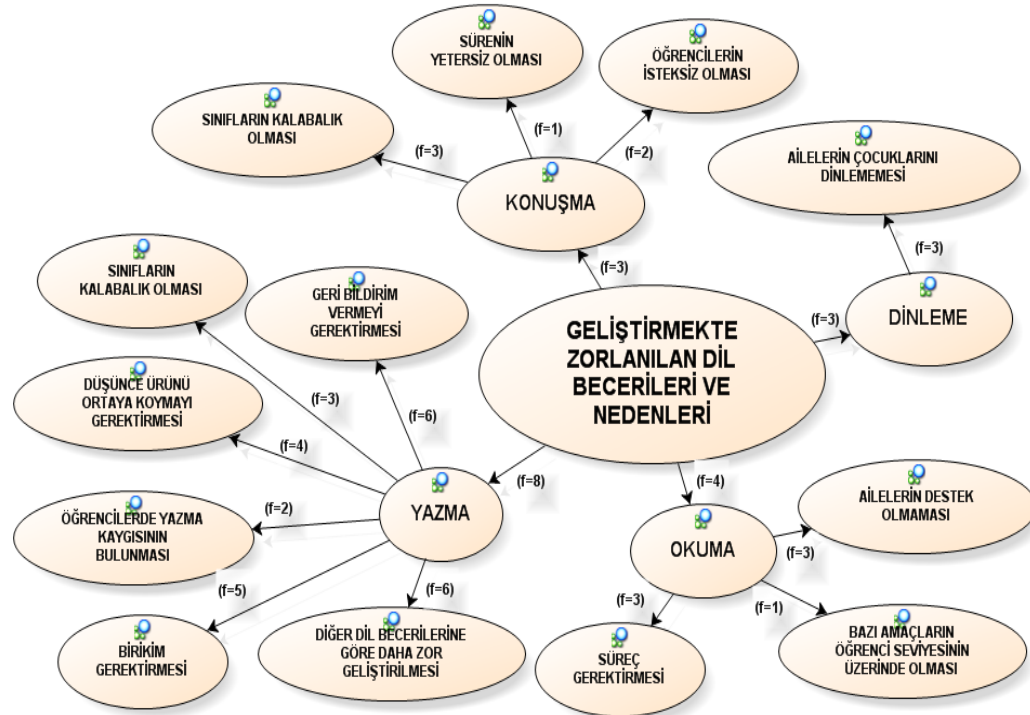 SÜRENİN
YETERSİZ OLMASI
ÖĞRENCİLERİN
İSTEKSİZ OLMASI
SINIFLARIN KALABALIK
OLMASI
(f=1)
(f=2)
(f=3)
KONUŞMA
AİLELERİN ÇOCUKLARINI
DİNLEMEMESİ
(f=3)
DİNLEME
(f=3)
(f=3)
GELİŞTİRMEKTE
ZORLANILAN DİL
BECERİLERİ VE
NEDENLERİ
SINIFLARIN
KALABALIK OLMASI
GERİ BİLDİRİM
VERMEYİ
GEREKTİRMESİ
DÜŞÜNCE ÜRÜNÜ
ORTAYA KOYMAYI
GEREKTİRMESİ
(f=3)
(f=6)
(f=4)
(f=8)
(f=4)
YAZMA
ÖĞRENCİLERDE YAZMA
KAYGISININ
BULUNMASI
(f=2)
(f=5)
(f=6)
BİRİKİM
GEREKTİRMESİ
DİĞER DİL BECERİLERİNE
GÖRE DAHA ZOR
GELİŞTİRİLMESİ
OKUMA
AİLELERİN DESTEK
OLMAMASI
(f=3)
(f=3)
(f=1)
SÜREÇ
GEREKTİRMESİ
BAZI AMAÇLARIN
ÖĞRENCİ SEVİYESİNİN
ÜZERİNDE OLMASI